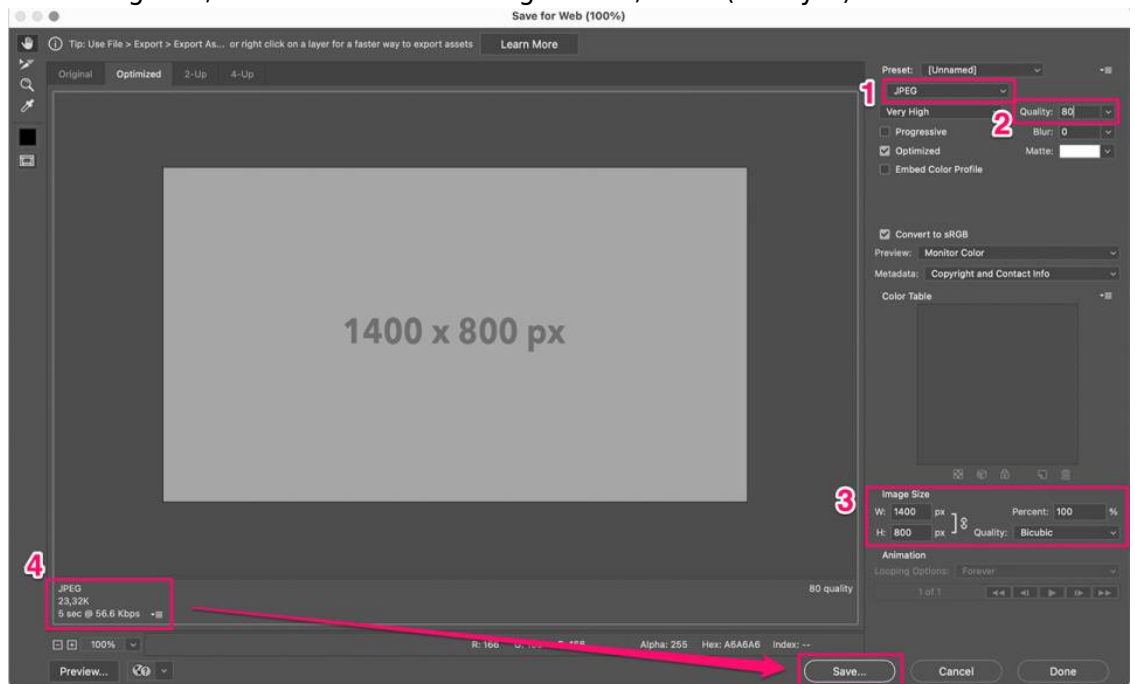 Save for Web (100%)
Tip: Use File > Export > Export As... or right click on a layer for a faster way to export assets
Learn More
Original Optimized 2-Up 4-Up
Preset: [Unnamed]
1 JPEG
Very High 2 Quality: 80
Progressive Blur: 0
Optimized Matte:
Embed Color Profile
Convert to sRGB
Preview: Monitor Color
Metadata: Copyright and Contact Info
Color Table
1400 x 800 px
3 Image Size
W: 1400 px Percent: 100 %
H: 800 px Quality: Bicubic
Animation
Looping Options: Forever
1 of 1
4
JPEG
23,32K
5 sec @ 56.6 Kbps
80 quality
100% R: 166 Alpha: 255 Hex: A6A6A6 Index: --
Preview... Save... Cancel Done